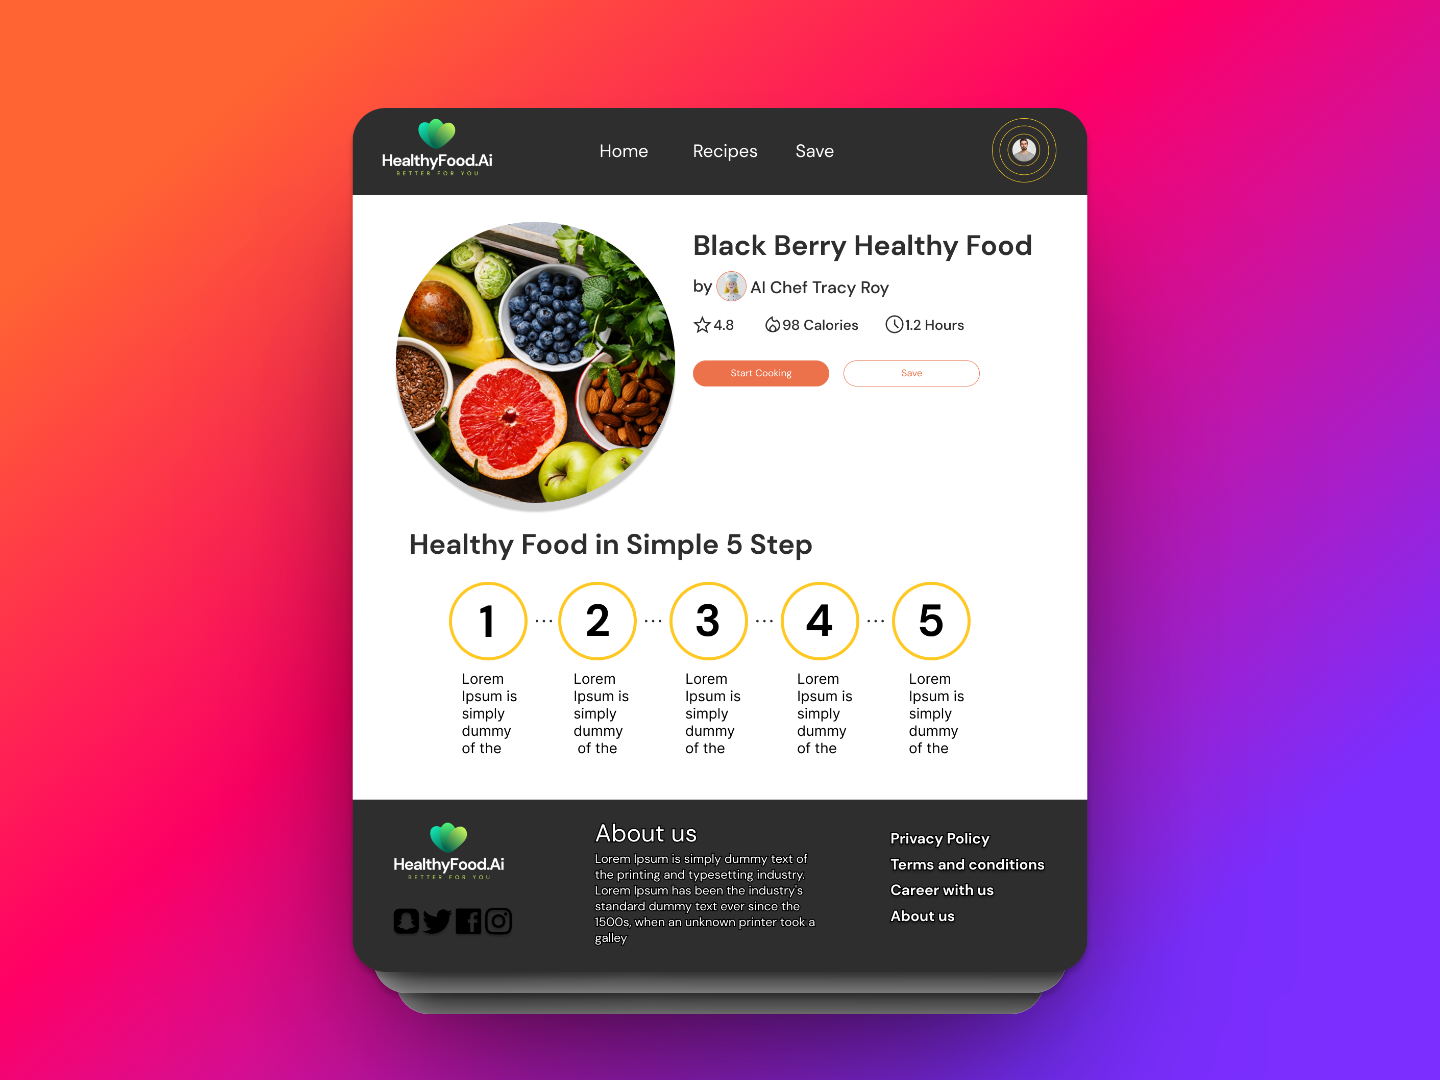 HealthyFood.Ai
BETTER FOR YOU
Home Recipes Save
Black Berry Healthy Food
by AI Chef Tracy Roy
4.8 98 Calories 1.2 Hours
Start Cooking Save
Healthy Food in Simple 5 Step
1 ... 2 ... 3 ... 4 ... 5
Lorem
Ipsum is
simply
dummy
of the
Lorem
Ipsum is
simply
dummy
of the
Lorem
Ipsum is
simply
dummy
of the
Lorem
Ipsum is
simply
dummy
of the
Lorem
Ipsum is
simply
dummy
of the
HealthyFood.Ai
BETTER FOR YOU
About us
Lorem Ipsum is simply dummy text of
the printing and typesetting industry.
Lorem Ipsum has been the industry's
standard dummy text ever since the
1500s, when an unknown printer took a
galley
Privacy Policy
Terms and conditions
Career with us
About us